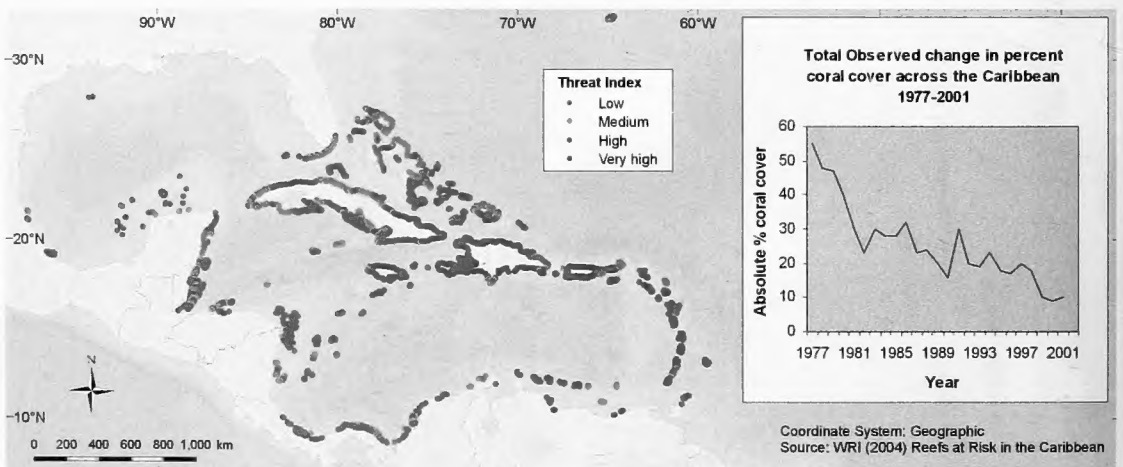 90°W 80°W 70°W 60°W
30°N
20°N
10°N
Threat Index
Low
Medium
High
Very high
N
0 200 400 600 800 1,000 km
Total Observed change in percent
coral cover across the Caribbean
1977-2001
Absolute % coral cover
60
50
40
30
20
10
0
1977 1981 1985 1989 1993 1997 2001
Year
Coordinate System: Geographic
Source: WRI (2004) Reefs at Risk in the Caribbean